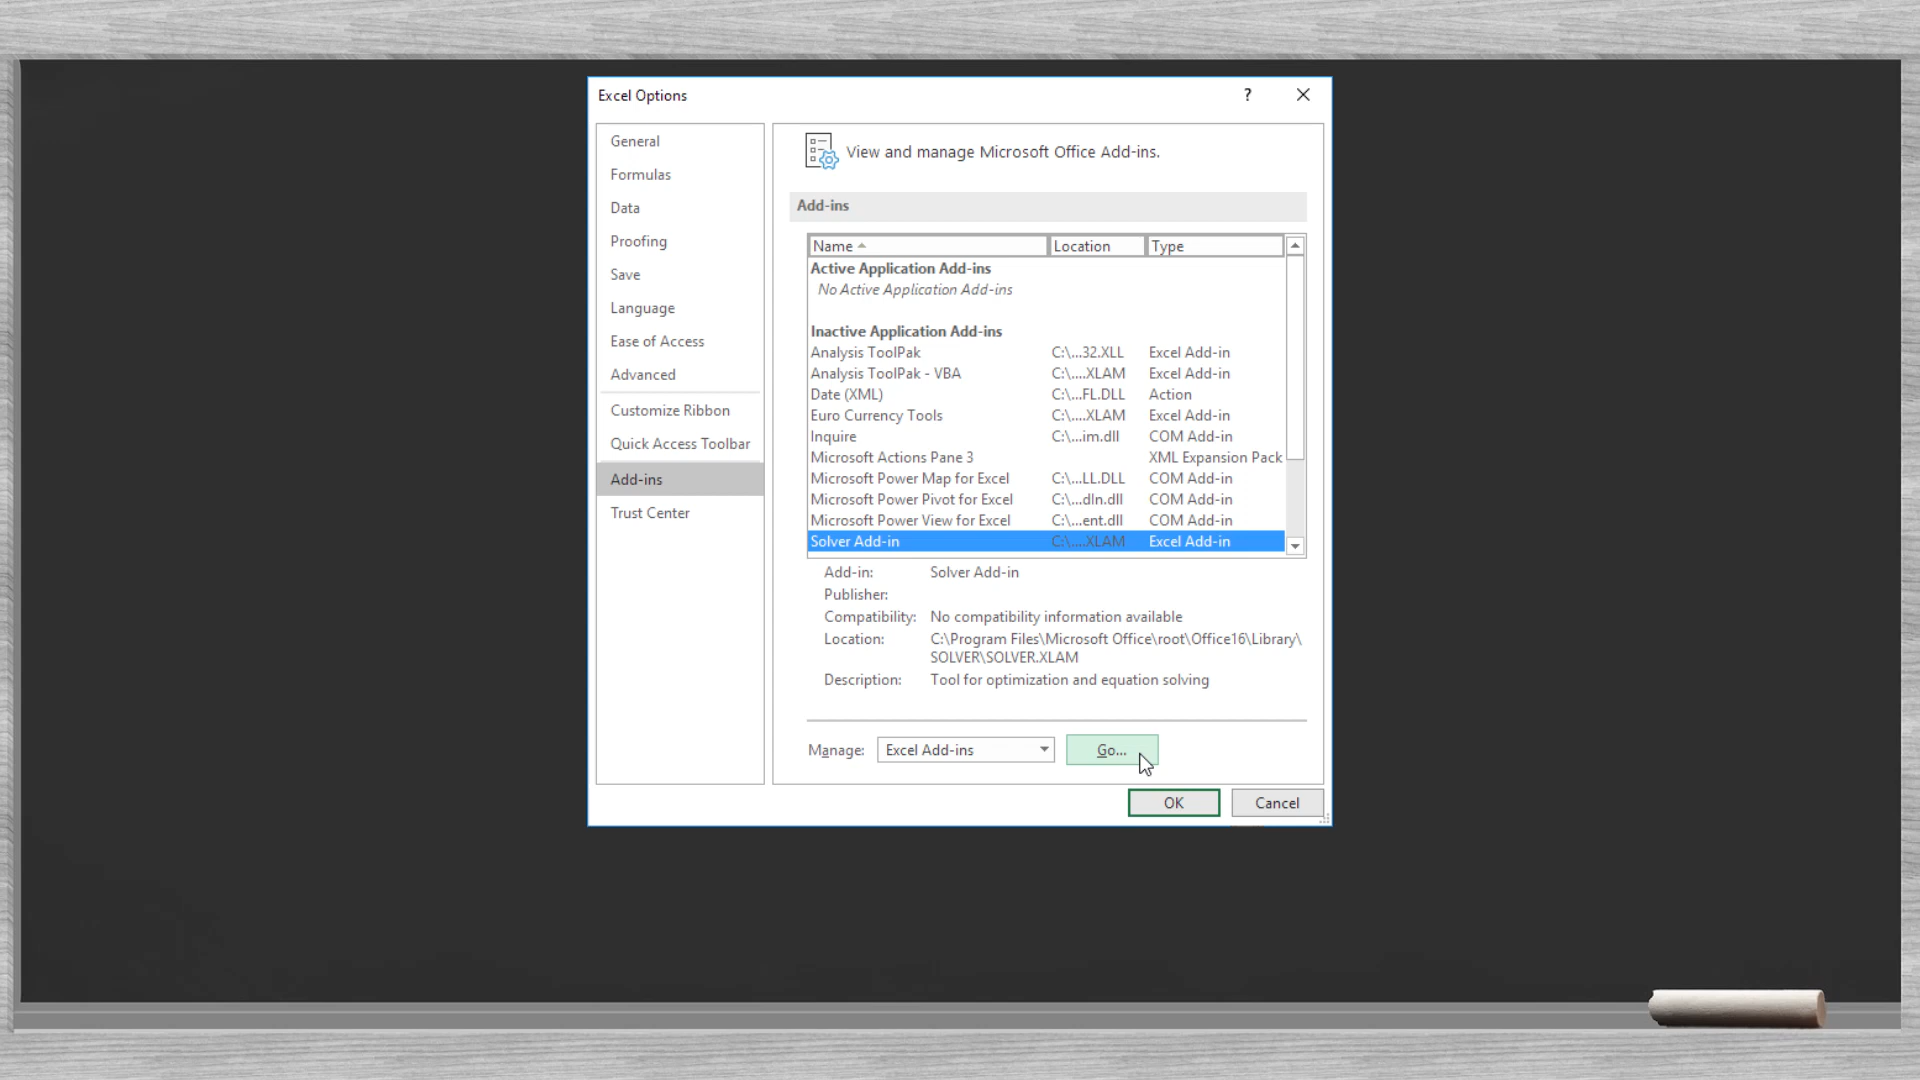 Excel Options
?
General
Formulas
Data
Proofing
Save
Language
Ease of Access
Advanced
Customize Ribbon
Quick Access Toolbar
Add-ins
Trust Center
View and manage Microsoft Office Add-ins.
Add-ins
Name Location Type
Active Application Add-ins
No Active Application Add-ins
Inactive Application Add-ins
Analysis ToolPak C:\...32.XLL Excel Add-in
Analysis ToolPak - VBA C:\....XLAM Excel Add-in
Date (XML) C:\...FL.DLL Action
Euro Currency Tools C:\....XLAM Excel Add-in
Inquire C:\...im.dll COM Add-in
Microsoft Actions Pane 3 XML Expansion Pack
Microsoft Power Map for Excel C:\...LL.DLL COM Add-in
Microsoft Power Pivot for Excel C:\...dln.dll COM Add-in
Microsoft Power View for Excel C:\...ent.dll COM Add-in
Solver Add-in C:\....XLAM Excel Add-in
Add-in: Solver Add-in
Publisher:
Compatibility: No compatibility information available
Location: C:\Program Files\Microsoft Office\root\Office16\Library\
SOLVER\SOLVER.XLAM
Description: Tool for optimization and equation solving
Manage: Excel Add-ins Go...
OK Cancel